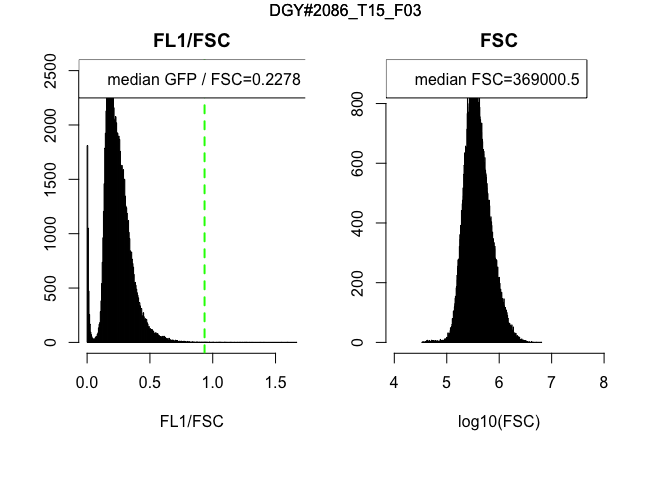 DGY#2086_T15_F03
FL1/FSC
median GFP / FSC=0.2278
0
500
1000
1500
2000
2500
0.0 0.5 1.0 1.5
FL1/FSC
FSC
median FSC=369000.5
0
200
400
600
800
4 5 6 7 8
log10(FSC)